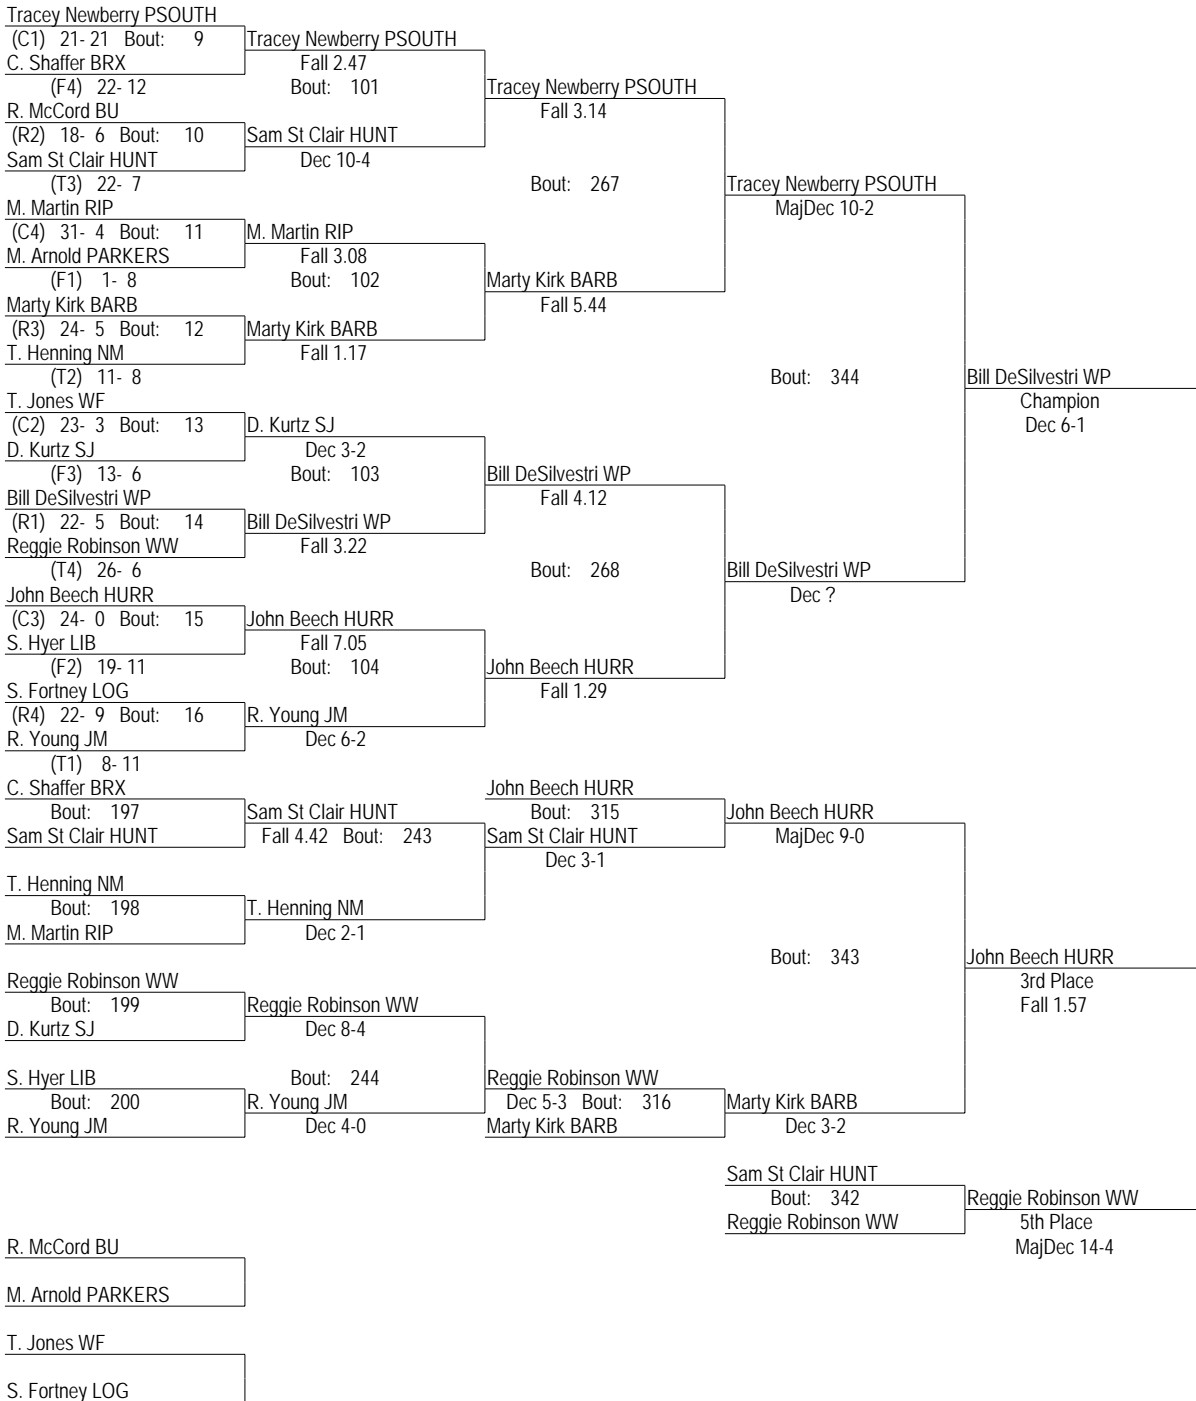 Tracey Newberry PSOUTH
(C1) 21- 21 Bout: 9 Tracey Newberry PSOUTH
C. Shaffer BRX Fall 2.47
(F4) 22- 12 Bout: 101 Tracey Newberry PSOUTH
R. McCord BU Fall 3.14
(R2) 18- 6 Bout: 10 Sam St Clair HUNT
Sam St Clair HUNT Dec 10-4
(T3) 22- 7 Bout: 267 Tracey Newberry PSOUTH
M. Martin RIP MajDec 10-2
(C4) 31- 4 Bout: 11 M. Martin RIP
M. Arnold PARKERS Fall 3.08
(F1) 1- 8 Bout: 102 Marty Kirk BARB
Marty Kirk BARB Fall 5.44
(R3) 24- 5 Bout: 12 Marty Kirk BARB
T. Henning NM Fall 1.17
(T2) 11- 8 Bout: 344 Bill DeSilvestri WP
T. Jones WF Champion
(C2) 23- 3 Bout: 13 D. Kurtz SJ Dec 6-1
D. Kurtz SJ Dec 3-2
(F3) 13- 6 Bout: 103 Bill DeSilvestri WP
Bill DeSilvestri WP Fall 4.12
(R1) 22- 5 Bout: 14 Bill DeSilvestri WP
Reggie Robinson WW Fall 3.22
(T4) 26- 6 Bout: 268 Bill DeSilvestri WP
John Beech HURR Dec ?
(C3) 24- 0 Bout: 15 John Beech HURR
S. Hyer LIB Fall 7.05
(F2) 19- 11 Bout: 104 John Beech HURR
S. Fortney LOG Fall 1.29
(R4) 22- 9 Bout: 16 R. Young JM
R. Young JM Dec 6-2
(T1) 8- 11
C. Shaffer BRX John Beech HURR
Bout: 197 Sam St Clair HUNT Bout: 315 John Beech HURR
Sam St Clair HUNT Fall 4.42 Bout: 243 Sam St Clair HUNT MajDec 9-0
Dec 3-1
T. Henning NM
Bout: 198 T. Henning NM
M. Martin RIP Dec 2-1
Bout: 343 John Beech HURR
Reggie Robinson WW 3rd Place
Bout: 199 Reggie Robinson WW Fall 1.57
D. Kurtz SJ Dec 8-4
S. Hyer LIB Bout: 244 Reggie Robinson WW
Bout: 200 R. Young JM Dec 5-3 Bout: 316 Marty Kirk BARB
R. Young JM Dec 4-0 Marty Kirk BARB Dec 3-2
Sam St Clair HUNT
Bout: 342 Reggie Robinson WW
Reggie Robinson WW 5th Place
R. McCord BU MajDec 14-4
M. Arnold PARKERS
T. Jones WF
S. Fortney LOG